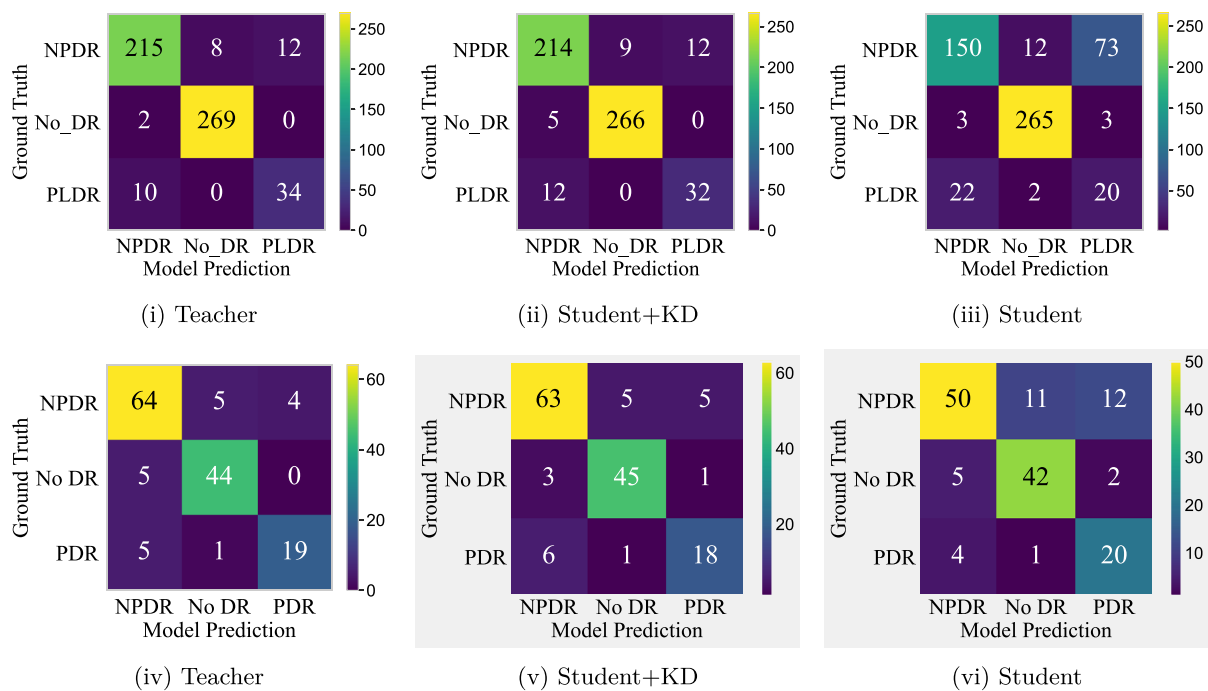 NPDR 215 8 12 250
200
No_DR 2 269 0 150
100
PLDR 10 0 34 50
0
NPDR No_DR PLDR
Ground Truth
Model Prediction
(i) Teacher
NPDR 214 9 12 250
200
No_DR 5 266 0 150
100
PLDR 12 0 32 50
0
NPDR No_DR PLDR
Ground Truth
Model Prediction
(ii) Student+KD
NPDR 150 12 73 250
200
No_DR 3 265 3 150
100
PLDR 22 2 20 50
NPDR No_DR PLDR
Ground Truth
Model Prediction
(iii) Student
NPDR 64 5 4 60
40
No DR 5 44 0
20
PDR 5 1 19
0
NPDR No DR PDR
Ground Truth
Model Prediction
(iv) Teacher
NPDR 63 5 5 60
40
No DR 3 45 1
20
PDR 6 1 18
NPDR No DR PDR
Ground Truth
Model Prediction
(v) Student+KD
50
NPDR 50 11 12 40
30
No DR 5 42 2
20
PDR 4 1 20 10
NPDR No DR PDR
Ground Truth
Model Prediction
(vi) Student